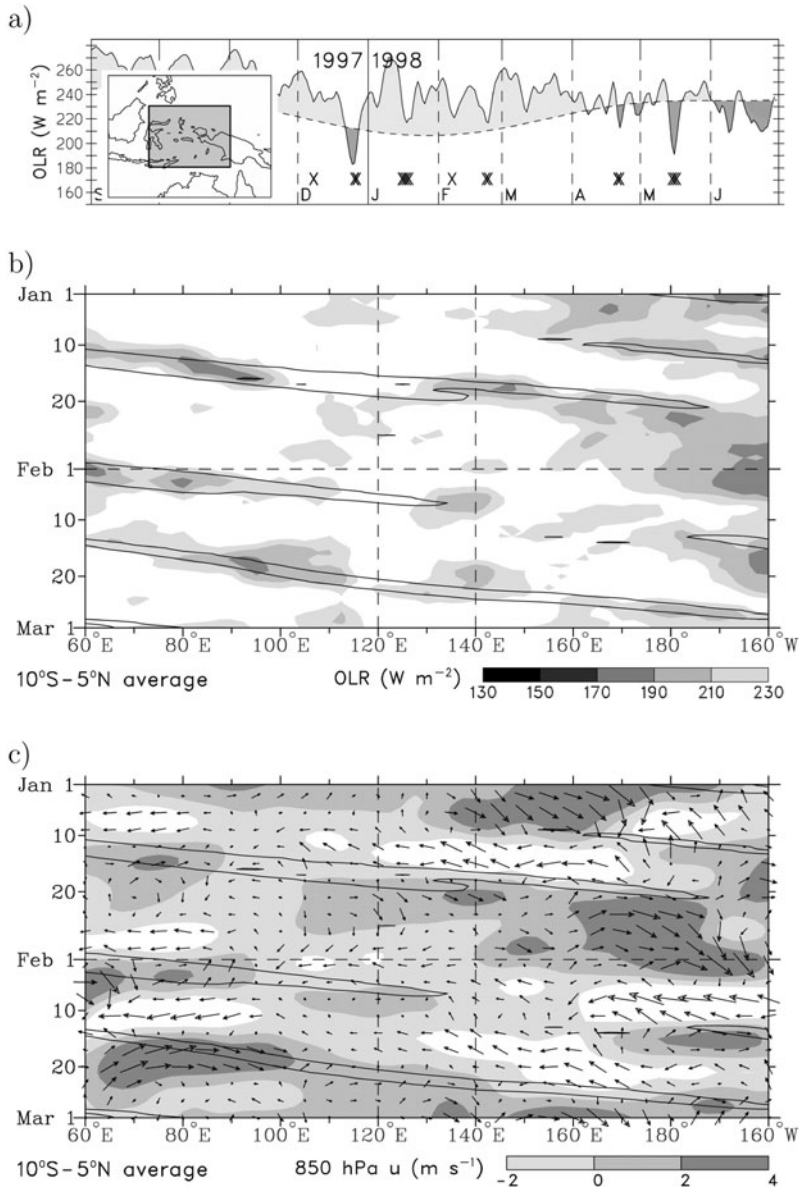 a)
1997 1998
260
240
220
200
180
160
OLR (W m⁻²)
X X X X X X X X
S D J F M A M J
b)
Jan 1
10
20
Feb 1
10
20
Mar 1
60°E 80°E 100°E 120°E 140°E 160°E 180° 160°W
10°S–5°N average
OLR (W m⁻²)
130 150 170 190 210 230
c)
Jan 1
10
20
Feb 1
10
20
Mar 1
60°E 80°E 100°E 120°E 140°E 160°E 180° 160°W
10°S–5°N average
850 hPa u (m s⁻¹)
-2 0 2 4